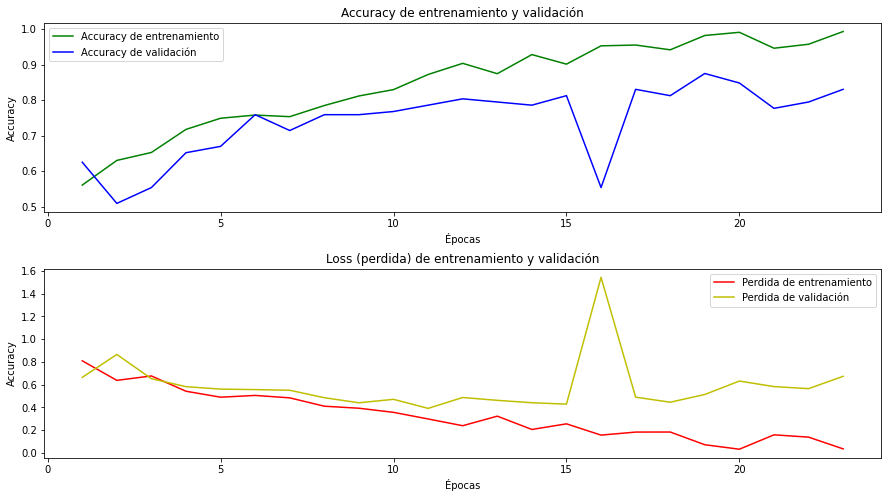 Accuracy de entrenamiento y validación
Accuracy de entrenamiento
Accuracy de validación
Accuracy
1.0
0.9
0.8
0.7
0.6
0.5
0
5
10
15
20
Épocas
Loss (perdida) de entrenamiento y validación
Perdida de entrenamiento
Perdida de validación
Accuracy
1.6
1.4
1.2
1.0
0.8
0.6
0.4
0.2
0.0
0
5
10
15
20
Épocas